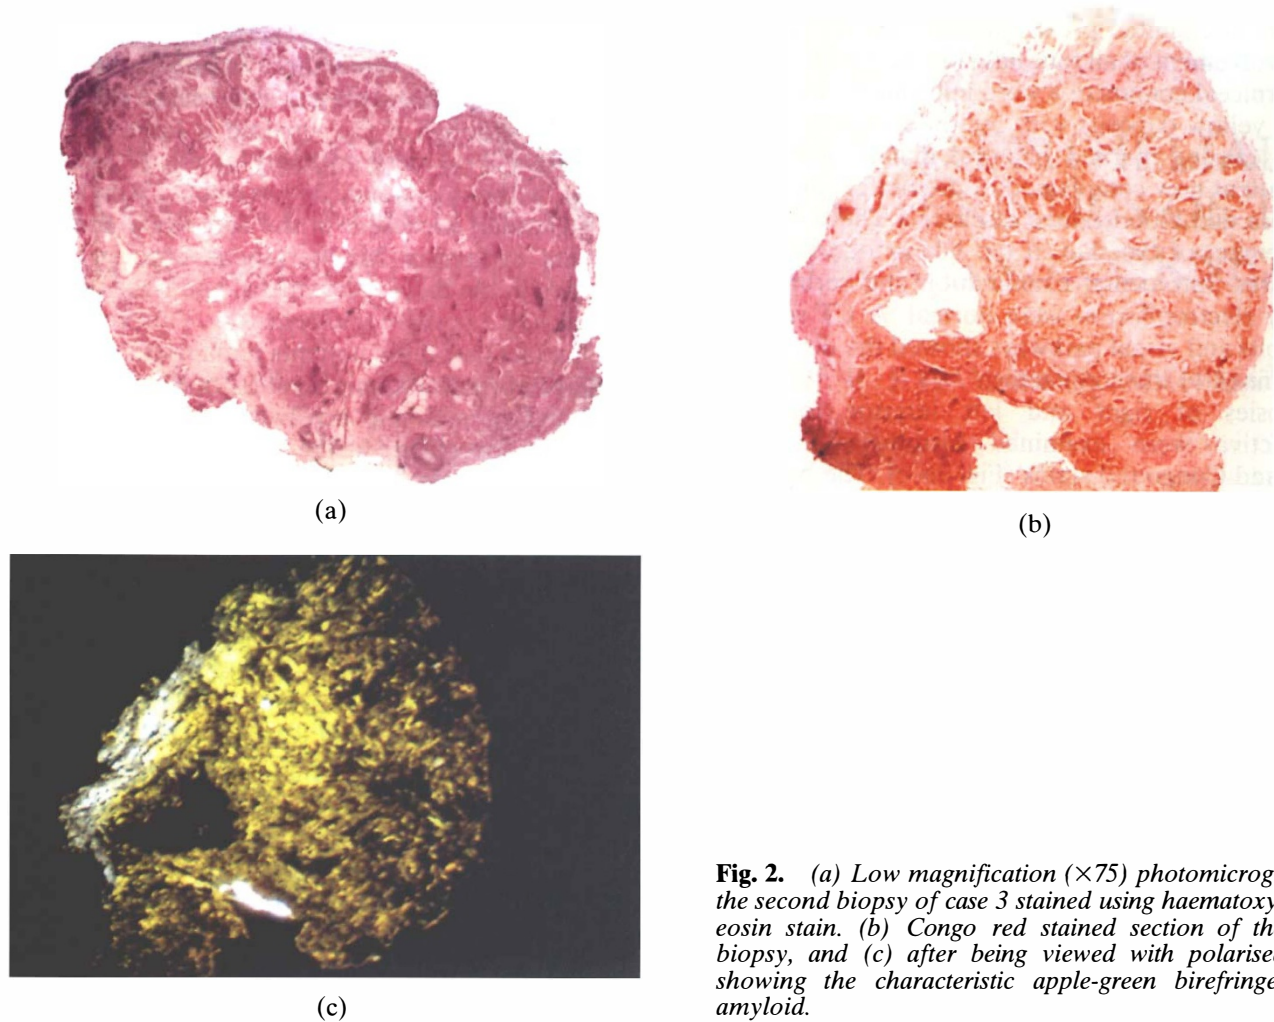 (a)
(b)
(c)
Fig. 2. (a) Low magnification (×75) photomicrog
the second biopsy of case 3 stained using haematoxy
eosin stain. (b) Congo red stained section of th
biopsy, and (c) after being viewed with polarise
showing the characteristic apple-green birefringe
amyloid.